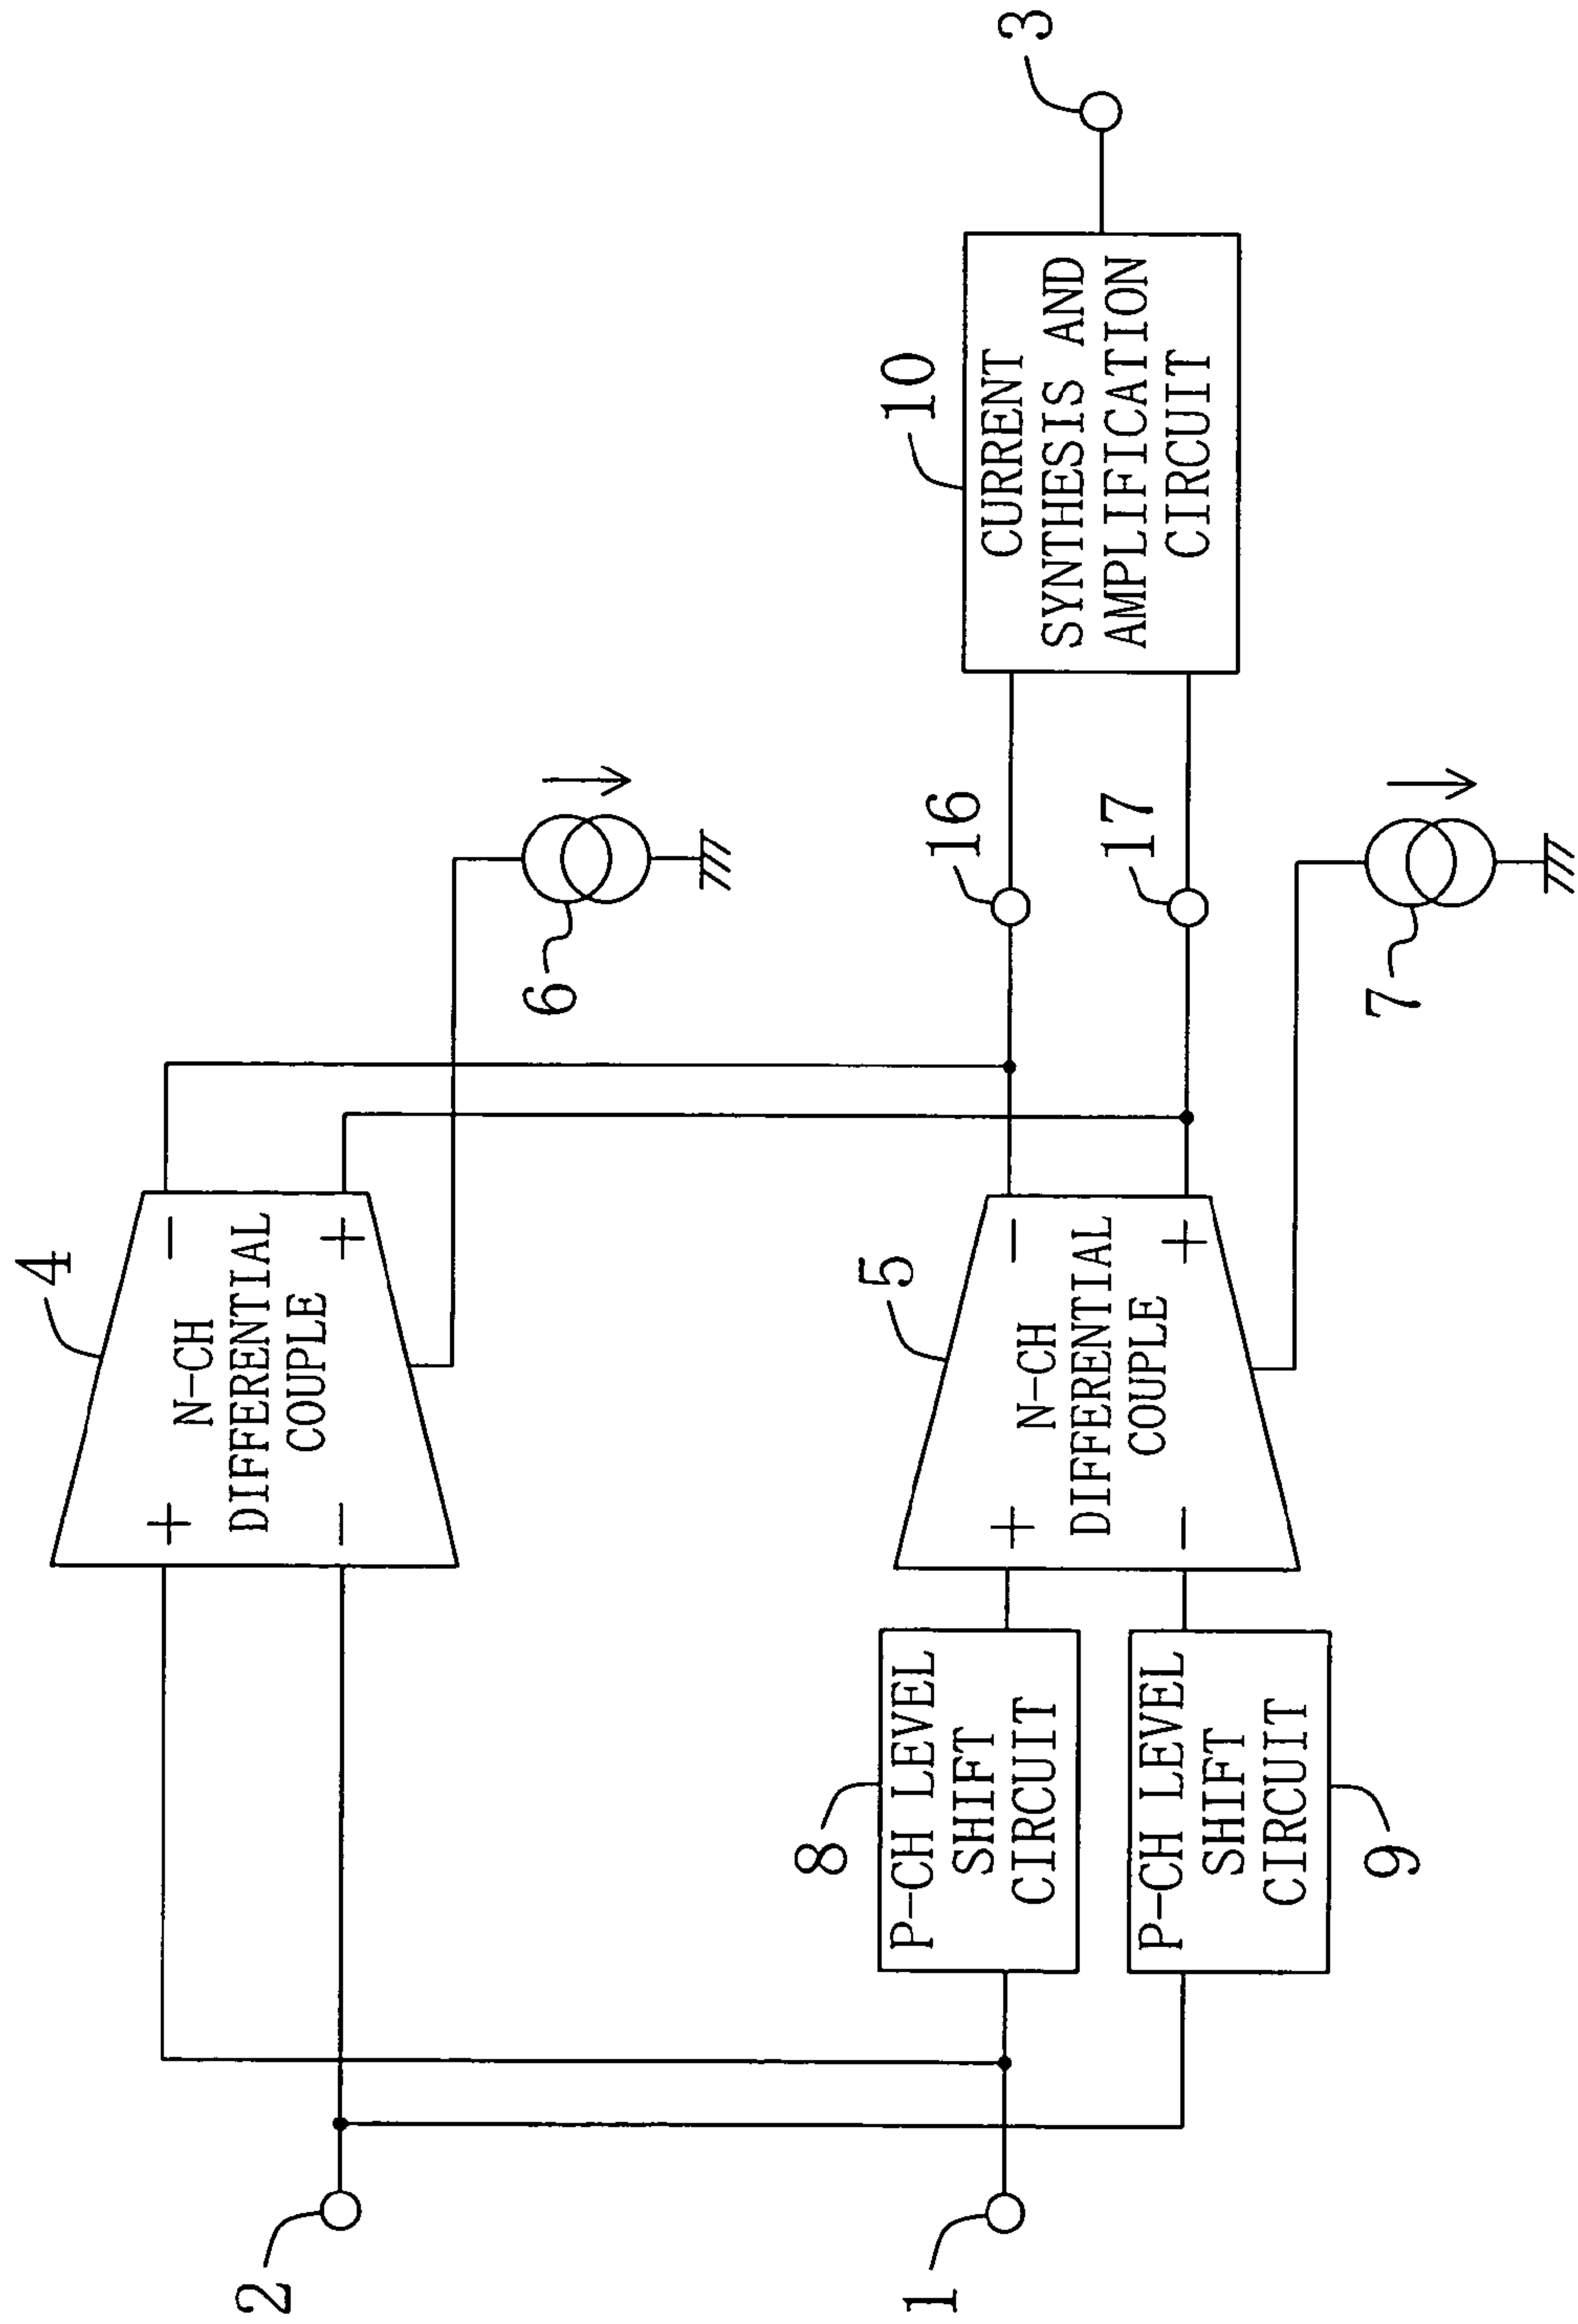 4
N-CH
DIFFERENTIAL
COUPLE
+
−
−
+
6
2
5
N-CH
DIFFERENTIAL
COUPLE
+
−
−
+
8
P-CH LEVEL
SHIFT
CIRCUIT
9
P-CH LEVEL
SHIFT
CIRCUIT
1
7
16
17
10
CURRENT
SYNTHESIS AND
AMPLIFICATION
CIRCUIT
3